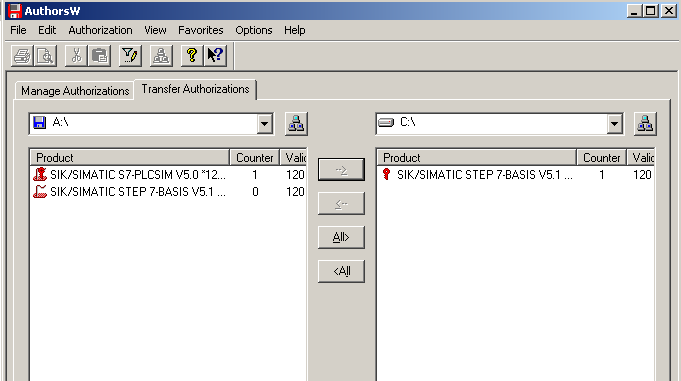 AuthorsW
File Edit Authorization View Favorites Options Help
Manage Authorizations Transfer Authorizations
A:\ C:\
Product Counter Valid Product Counter Valid
SIK/SIMATIC S7-PLCSIM V5.0 *12... 1 120 --> SIK/SIMATIC STEP 7-BASIS V5.1 ... 1 120
SIK/SIMATIC STEP 7-BASIS V5.1 ... 0 120
<--
All>
<All